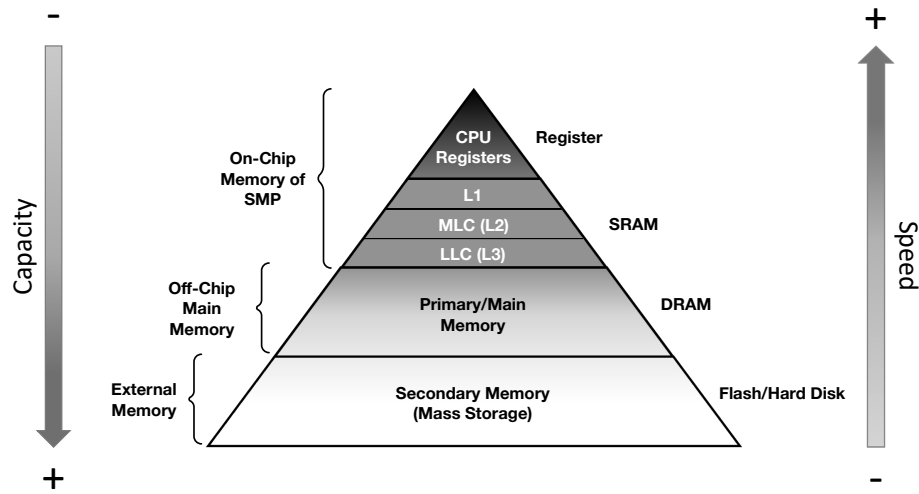 -
+
CPU
Registers
Register
On-Chip
Memory of
SMP
L1
MLC (L2)
SRAM
LLC (L3)
Capacity
Speed
Off-Chip
Main
Memory
Primary/Main
Memory
DRAM
External
Memory
Secondary Memory
(Mass Storage)
Flash/Hard Disk
+
-